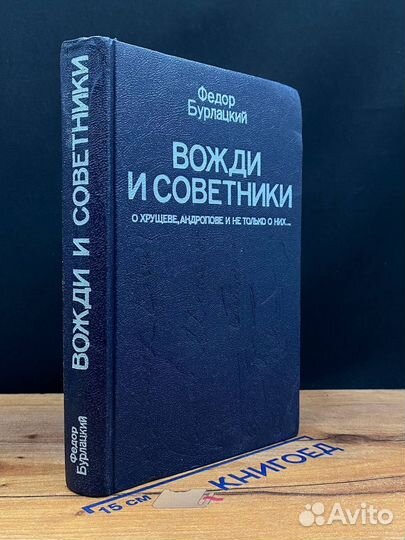 Федор
Бурлацкий
ВОЖДИ
И СОВЕТНИКИ
О ХРУЩЕВЕ, АНДРОПОВЕ И НЕ ТОЛЬКО О НИХ...
ВОЖДИ И СОВЕТНИКИ
Федор
Бурлацкий
15 СМ
КНИГОЕД
Avito